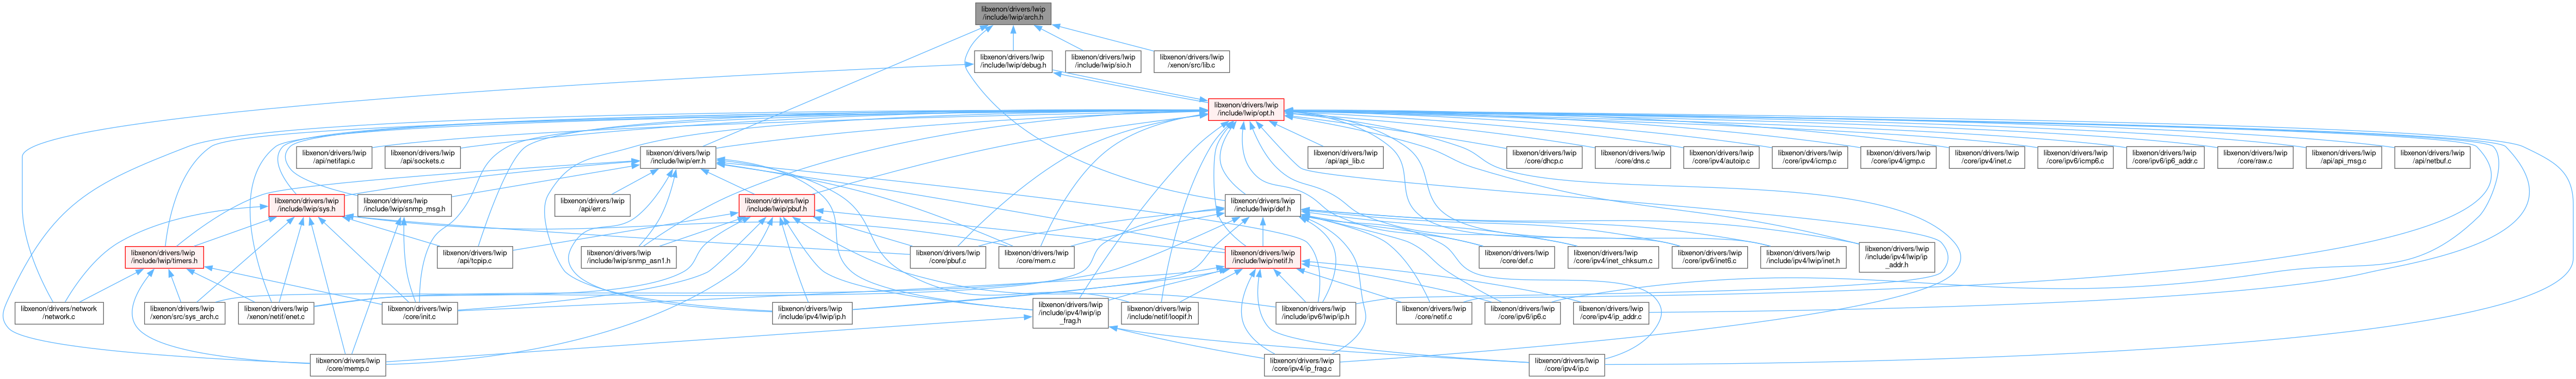 libxenon/drivers/lwip
/include/lwip/arch.h
libxenon/drivers/lwip
/include/lwip/debug.h
libxenon/drivers/lwip
/include/lwip/sio.h
libxenon/drivers/lwip
/xenon/src/lib.c
libxenon/drivers/lwip
/include/lwip/opt.h
libxenon/drivers/lwip
/api/netifapi.c
libxenon/drivers/lwip
/api/sockets.c
libxenon/drivers/lwip
/include/lwip/err.h
libxenon/drivers/lwip
/api/api_lib.c
libxenon/drivers/lwip
/core/dhcp.c
libxenon/drivers/lwip
/core/dns.c
libxenon/drivers/lwip
/core/ipv4/autoip.c
libxenon/drivers/lwip
/core/ipv4/icmp.c
libxenon/drivers/lwip
/core/ipv4/igmp.c
libxenon/drivers/lwip
/core/ipv4/inet.c
libxenon/drivers/lwip
/core/ipv6/icmp6.c
libxenon/drivers/lwip
/core/ipv6/ip6_addr.c
libxenon/drivers/lwip
/core/raw.c
libxenon/drivers/lwip
/api/api_msg.c
libxenon/drivers/lwip
/api/netbuf.c
libxenon/drivers/lwip
/include/lwip/sys.h
libxenon/drivers/lwip
/include/lwip/snmp_msg.h
libxenon/drivers/lwip
/api/err.c
libxenon/drivers/lwip
/include/lwip/pbuf.h
libxenon/drivers/lwip
/include/lwip/def.h
libxenon/drivers/lwip
/include/lwip/timers.h
libxenon/drivers/lwip
/api/tcpip.c
libxenon/drivers/lwip
/include/lwip/snmp_asn1.h
libxenon/drivers/lwip
/core/pbuf.c
libxenon/drivers/lwip
/core/mem.c
libxenon/drivers/lwip
/include/lwip/netif.h
libxenon/drivers/lwip
/core/def.c
libxenon/drivers/lwip
/core/ipv4/inet_chksum.c
libxenon/drivers/lwip
/core/ipv6/inet6.c
libxenon/drivers/lwip
/include/ipv4/lwip/inet.h
libxenon/drivers/lwip
/include/ipv4/lwip/ip
_addr.h
libxenon/drivers/network
/network.c
libxenon/drivers/lwip
/xenon/src/sys_arch.c
libxenon/drivers/lwip
/xenon/netif/enet.c
libxenon/drivers/lwip
/core/init.c
libxenon/drivers/lwip
/include/ipv4/lwip/ip.h
libxenon/drivers/lwip
/include/ipv4/lwip/ip
_frag.h
libxenon/drivers/lwip
/include/netif/loopif.h
libxenon/drivers/lwip
/include/ipv6/lwip/ip.h
libxenon/drivers/lwip
/core/netif.c
libxenon/drivers/lwip
/core/ipv6/ip6.c
libxenon/drivers/lwip
/core/ipv4/ip_addr.c
libxenon/drivers/lwip
/core/memp.c
libxenon/drivers/lwip
/core/ipv4/ip_frag.c
libxenon/drivers/lwip
/core/ipv4/ip.c